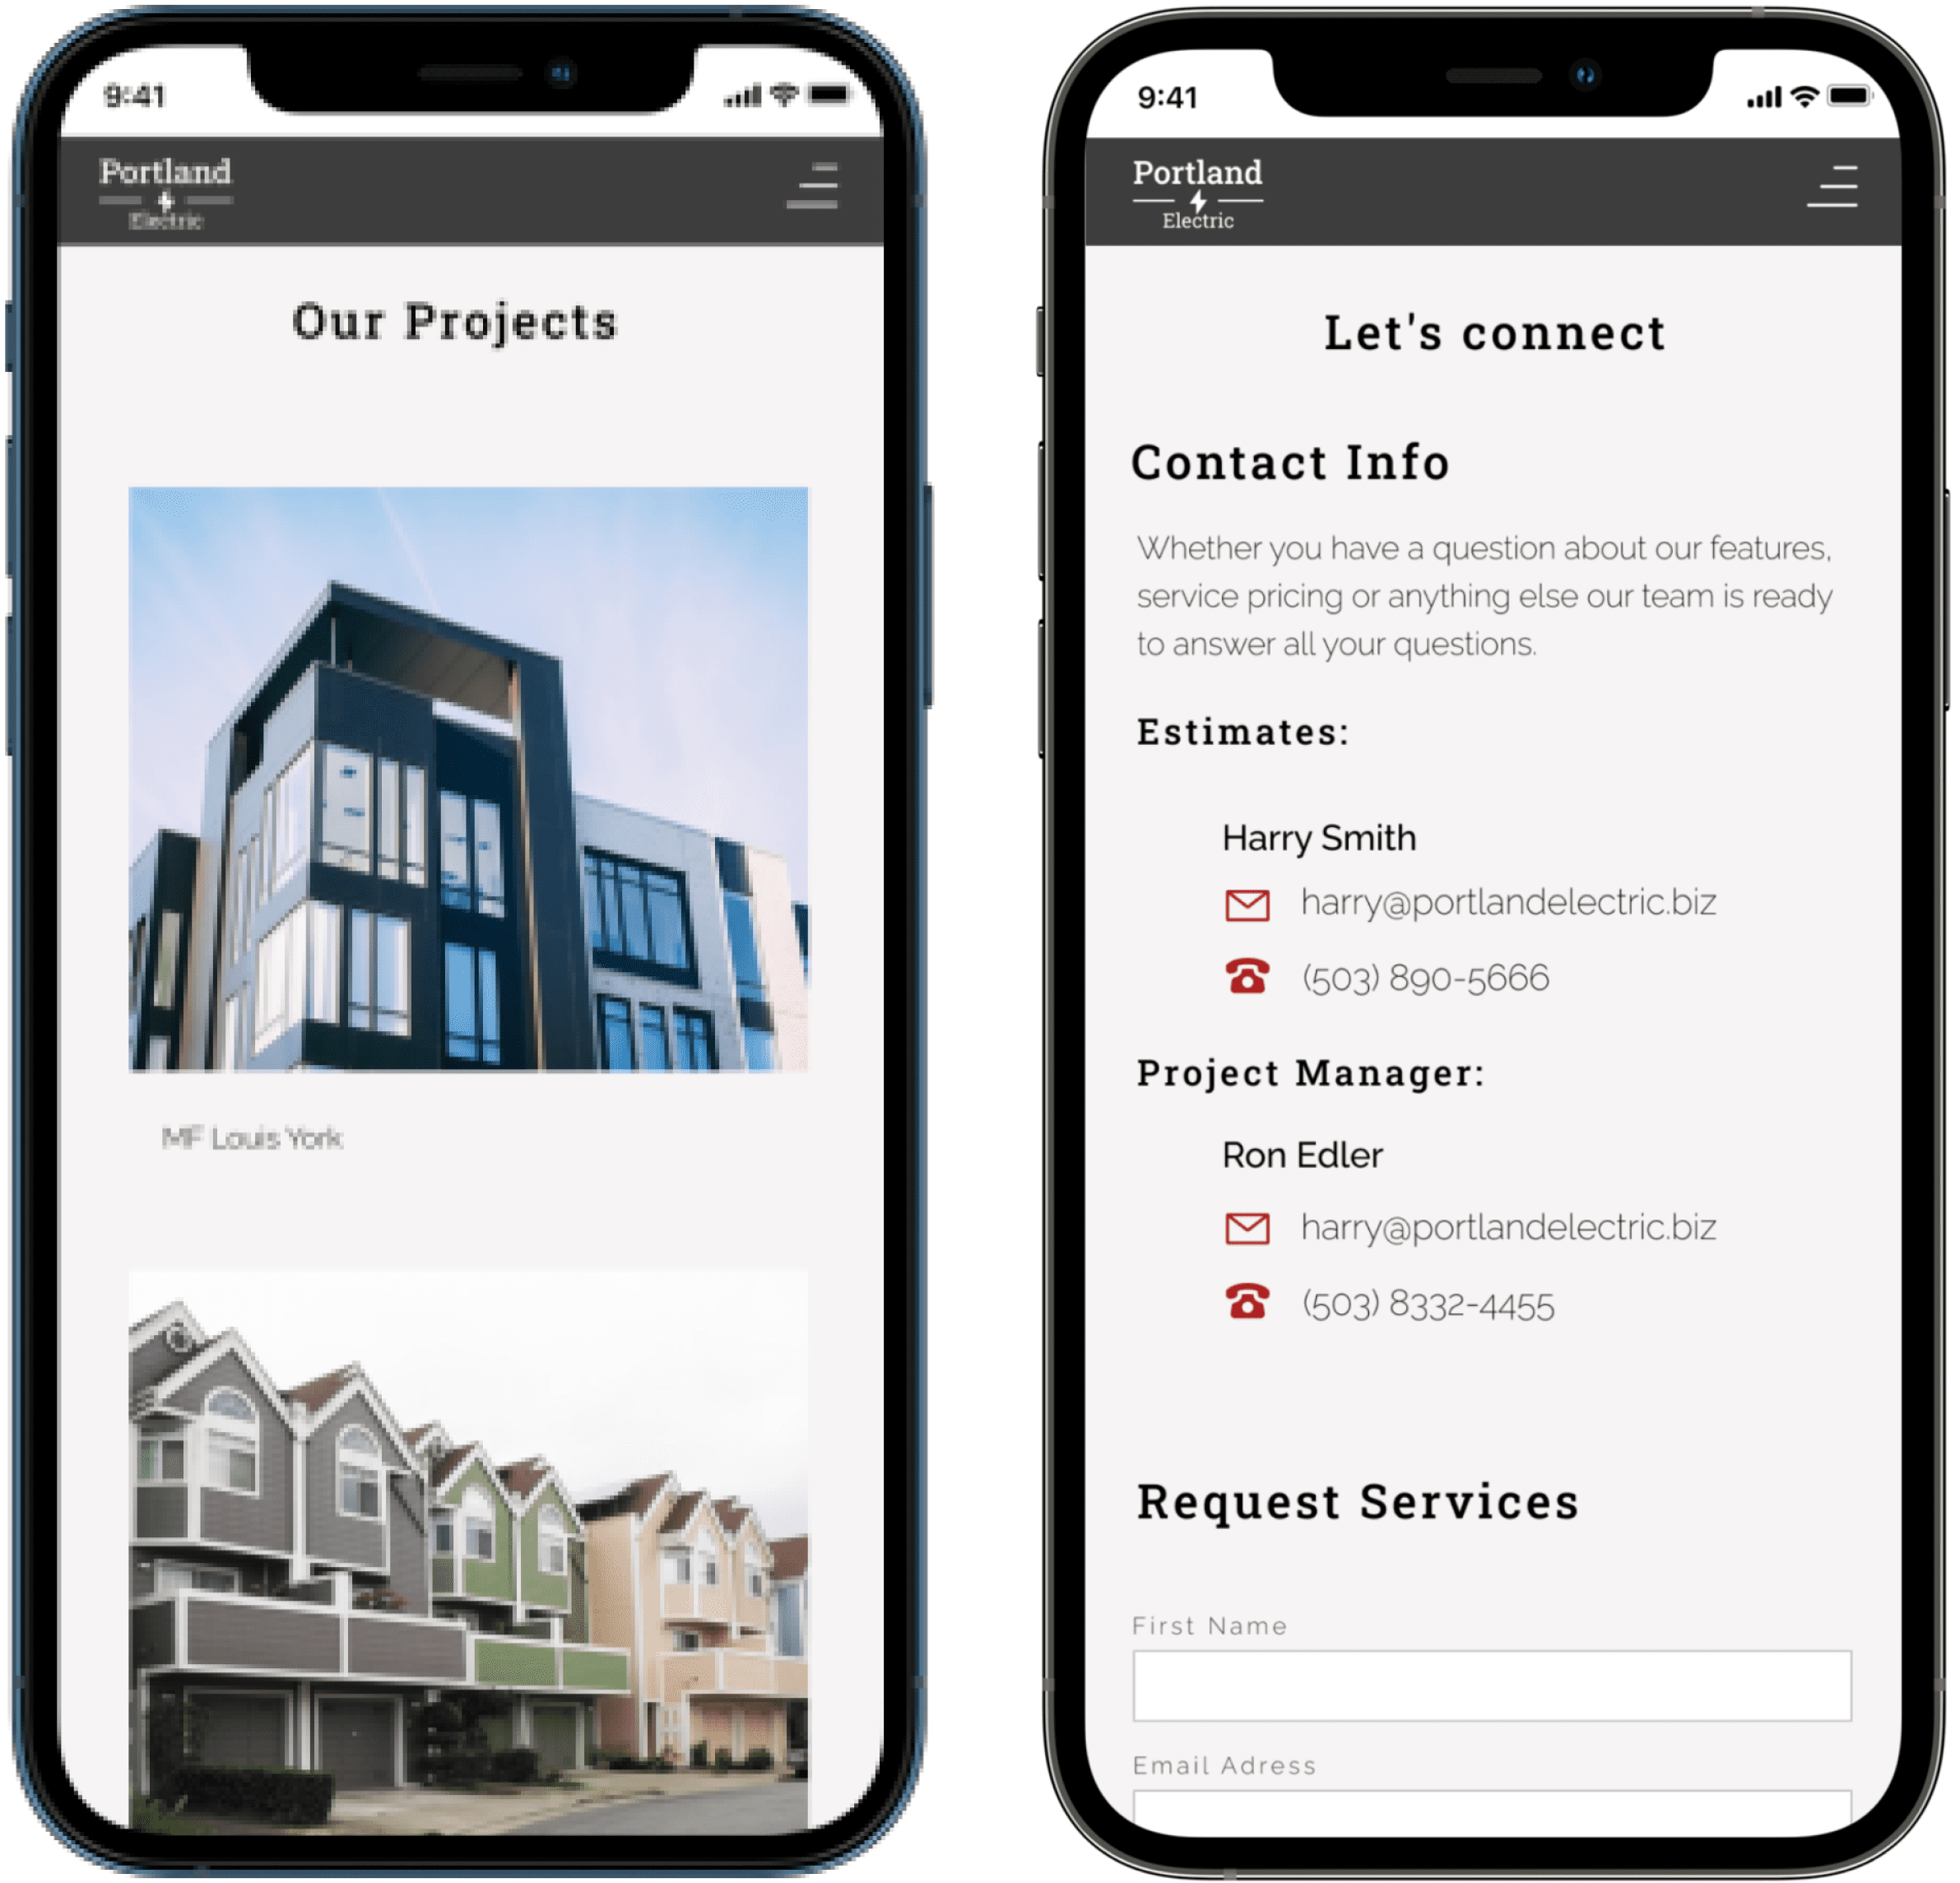 9:41
Portland
Electric
Our Projects
MF Louis York
9:41
Portland
Electric
Let's connect
Contact Info
Whether you have a question about our features,
service pricing or anything else our team is ready
to answer all your questions.
Estimates:
Harry Smith
harry@portlandelectric.biz
(503) 890-5666
Project Manager:
Ron Edler
harry@portlandelectric.biz
(503) 8332-4455
Request Services
First Name
Email Adress